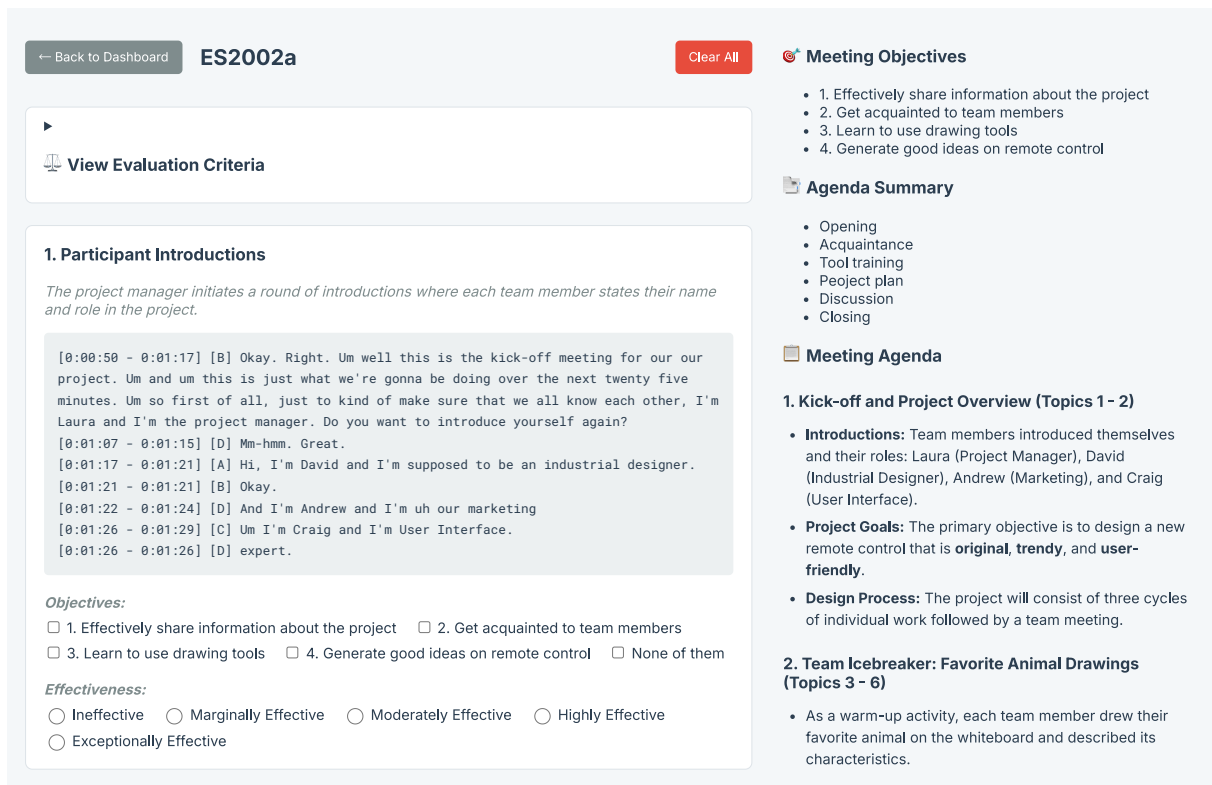 ← Back to Dashboard
ES2002a
Clear All
▶
⚖️ View Evaluation Criteria
1. Participant Introductions
The project manager initiates a round of introductions where each team member states their name
and role in the project.
[0:00:50 - 0:01:17] [B] Okay. Right. Um well this is the kick-off meeting for our our
project. Um and um this is just what we're gonna be doing over the next twenty five
minutes. Um so first of all, just to kind of make sure that we all know each other, I'm
Laura and I'm the project manager. Do you want to introduce yourself again?
[0:01:07 - 0:01:15] [D] Mm-hmm. Great.
[0:01:17 - 0:01:21] [A] Hi, I'm David and I'm supposed to be an industrial designer.
[0:01:21 - 0:01:21] [B] Okay.
[0:01:22 - 0:01:24] [D] And I'm Andrew and I'm uh our marketing
[0:01:26 - 0:01:29] [C] Um I'm Craig and I'm User Interface.
[0:01:26 - 0:01:26] [D] expert.
Objectives:
1. Effectively share information about the project
2. Get acquainted to team members
3. Learn to use drawing tools
4. Generate good ideas on remote control
None of them
Effectiveness:
Ineffective
Marginally Effective
Moderately Effective
Highly Effective
Exceptionally Effective
🎯 Meeting Objectives
• 1. Effectively share information about the project
• 2. Get acquainted to team members
• 3. Learn to use drawing tools
• 4. Generate good ideas on remote control
Agenda Summary
• Opening
• Acquaintance
• Tool training
• Peoject plan
• Discussion
• Closing
📋 Meeting Agenda
1. Kick-off and Project Overview (Topics 1 - 2)
• Introductions: Team members introduced themselves
and their roles: Laura (Project Manager), David
(Industrial Designer), Andrew (Marketing), and Craig
(User Interface).
• Project Goals: The primary objective is to design a new
remote control that is original, trendy, and user-
friendly.
• Design Process: The project will consist of three cycles
of individual work followed by a team meeting.
2. Team Icebreaker: Favorite Animal Drawings
(Topics 3 - 6)
• As a warm-up activity, each team member drew their
favorite animal on the whiteboard and described its
characteristics.